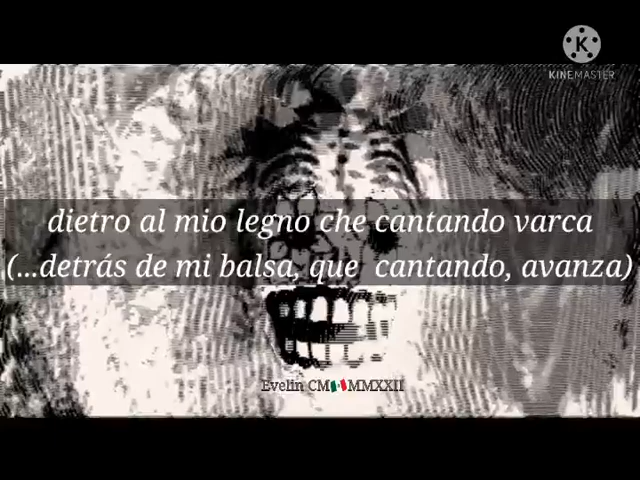 K
KINEMASTER
dietro al mio legno che cantando varca
(...detrás de mi balsa, que cantando, avanza)
Evelin CM🇲🇽MMXXII